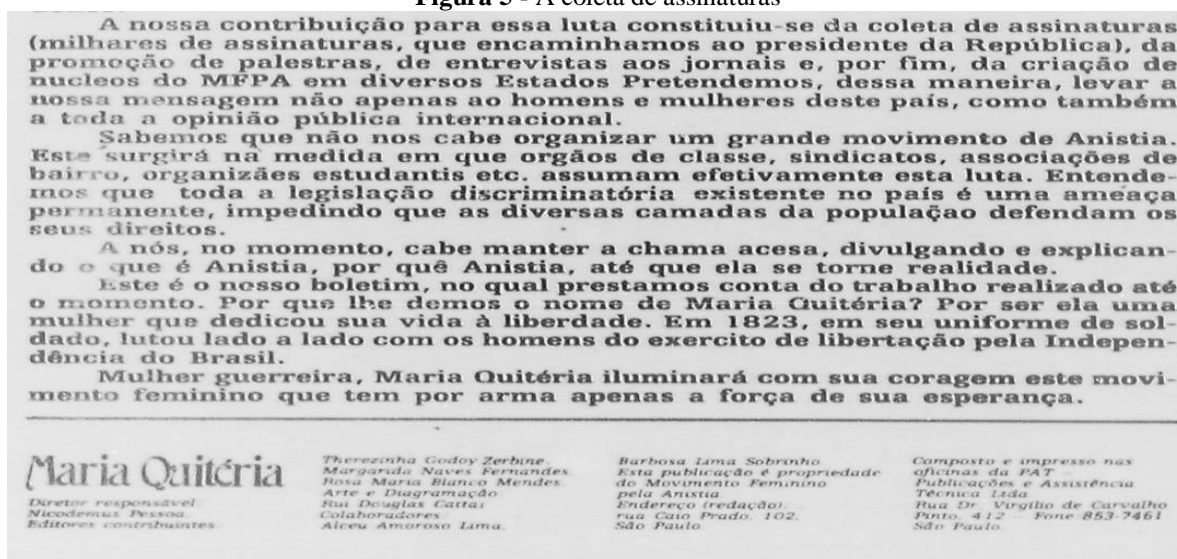 Figura 5 - A coleta de assinaturas
A nossa contribuição para essa luta constituiu-se da coleta de assinaturas
(milhares de assinaturas, que encaminhamos ao presidente da República), da
promoção de palestras, de entrevistas aos jornais e, por fim, da criação de
nucleos do MFPA em diversos Estados Pretendemos, dessa maneira, levar a
nossa mensagem não apenas ao homens e mulheres deste país, como também
a toda a opinião pública internacional.
Sabemos que não nos cabe organizar um grande movimento de Anistia.
Este surgirá na medida em que orgãos de classe, sindicatos, associações de
bairro, organizães estudantis etc. assumam efetivamente esta luta. Entende-
mos que toda a legislação discriminatória existente no país é uma ameaça
permanente, impedindo que as diversas camadas da população defendam os
seus direitos.
A nós, no momento, cabe manter a chama acesa, divulgando e explican-
do o que é Anistia, por quê Anistia, até que ela se torne realidade.
Este é o nosso boletim, no qual prestamos conta do trabalho realizado até
o momento. Por que lhe demos o nome de Maria Quitéria? Por ser ela uma
mulher que dedicou sua vida à liberdade. Em 1823, em seu uniforme de sol-
dado, lutou lado a lado com os homens do exercito de libertação pela Indepen-
dência do Brasil.
Mulher guerreira, Maria Quitéria iluminará com sua coragem este movi-
mento feminino que tem por arma apenas a força de sua esperança.
Maria Quitéria
Diretor responsável:
Nicodemus Pessoa.
Editores contribuintes
Therezinha Godoy Zerbine.
Margarida Naves Fernandes
Rosa Maria Blanco Mendes
Arte e Diagramação
Rui Douglas Cattai
Colaboradores
Alceu Amoroso Lima.
Barbosa Lima Sobrinho
Esta publicação é propriedade
do Movimento Feminino
pela Anistia
Endereço (redação):
rua Caio Prado, 102,
São Paulo
Composto e impresso nas
oficinas da PAT —
Publicações e Assistência
Técnica Ltda
Rua Dr. Virgílio de Carvalho
Pinto, 412 — Fone 853-7461
São Paulo